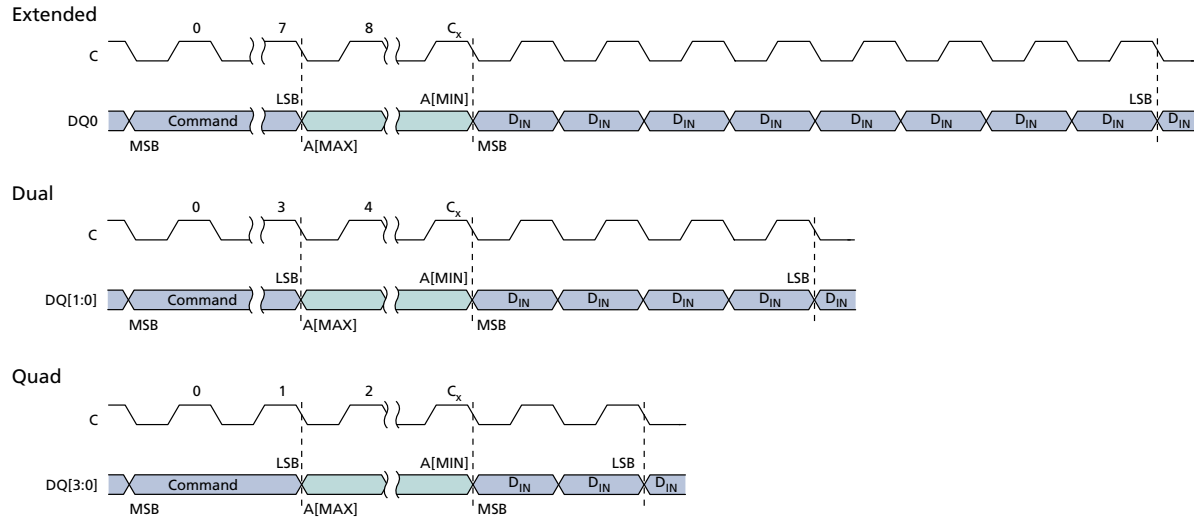 Extended
0 7 8 Cx
C
LSB A[MIN] LSB
DQ0 Command DIN DIN DIN DIN DIN DIN DIN DIN DIN
MSB A[MAX] MSB
Dual
0 3 4 Cx
C
LSB A[MIN] LSB
DQ[1:0] Command DIN DIN DIN DIN DIN
MSB A[MAX] MSB
Quad
0 1 2 Cx
C
LSB A[MIN] LSB
DQ[3:0] Command DIN DIN DIN
MSB A[MAX] MSB